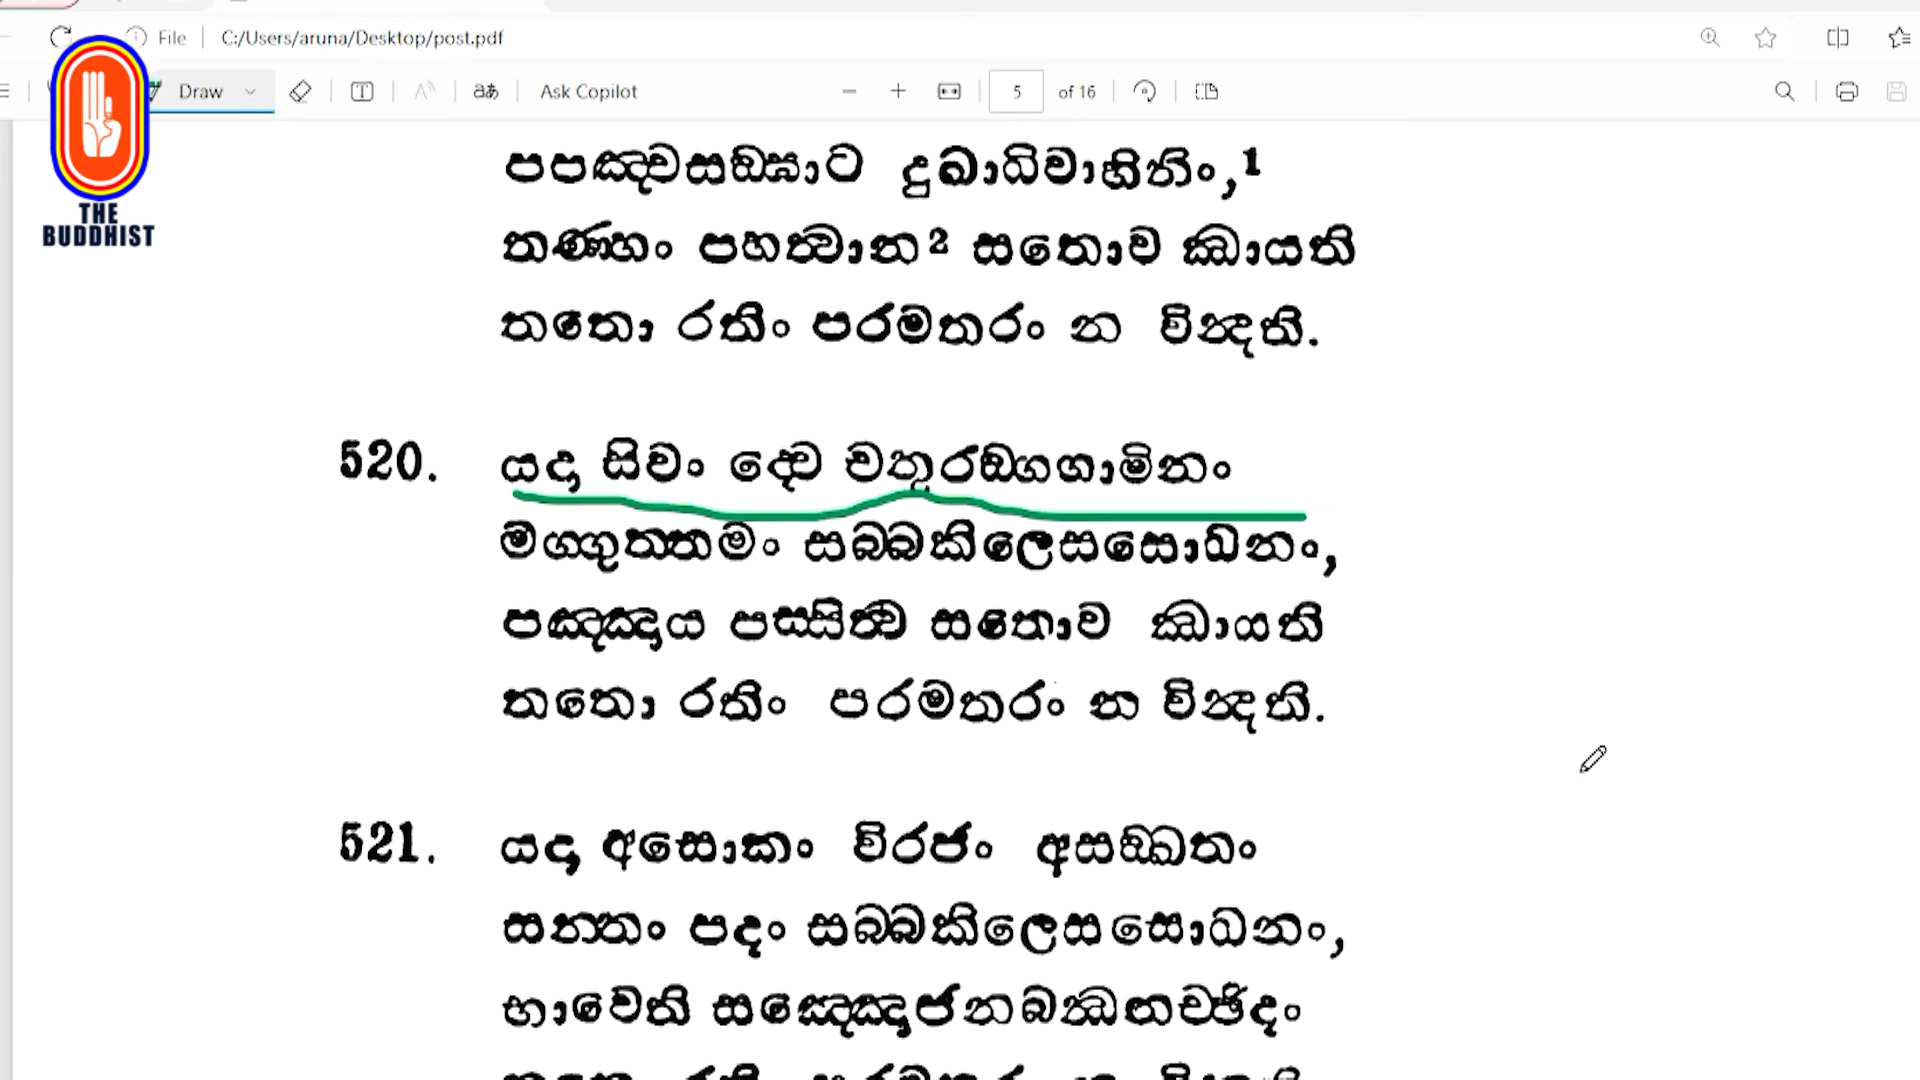 File C:/Users/aruna/Desktop/post.pdf
Draw Ask Copilot 5 of 16
THE
BUDDHIST
පපඤ්චසඞ්ඝාට දුඛාධිවාහිනිං,1
තණ්හං පහත්වාන2 සතොව ඣායති
තතො රතිං පරමතරං න වින්දති.
520. යදා සිවං ද්වෙ චතුරඞ්ගගාමිනං
මග්ගුත්තමං සබ්බකිලෙසසොධනං,
පඤ්ඤාය පස්සිත්ව සතොව ඣායති
තතො රතිං පරමතරං න වින්දති.
521. යදා අසොකං විරජං අසඞ්ඛතං
සන්තං පදං සබ්බකිලෙසසොධනං,
භාවෙති සඤ්ඤොජනබන්ධනච්ඡිදං